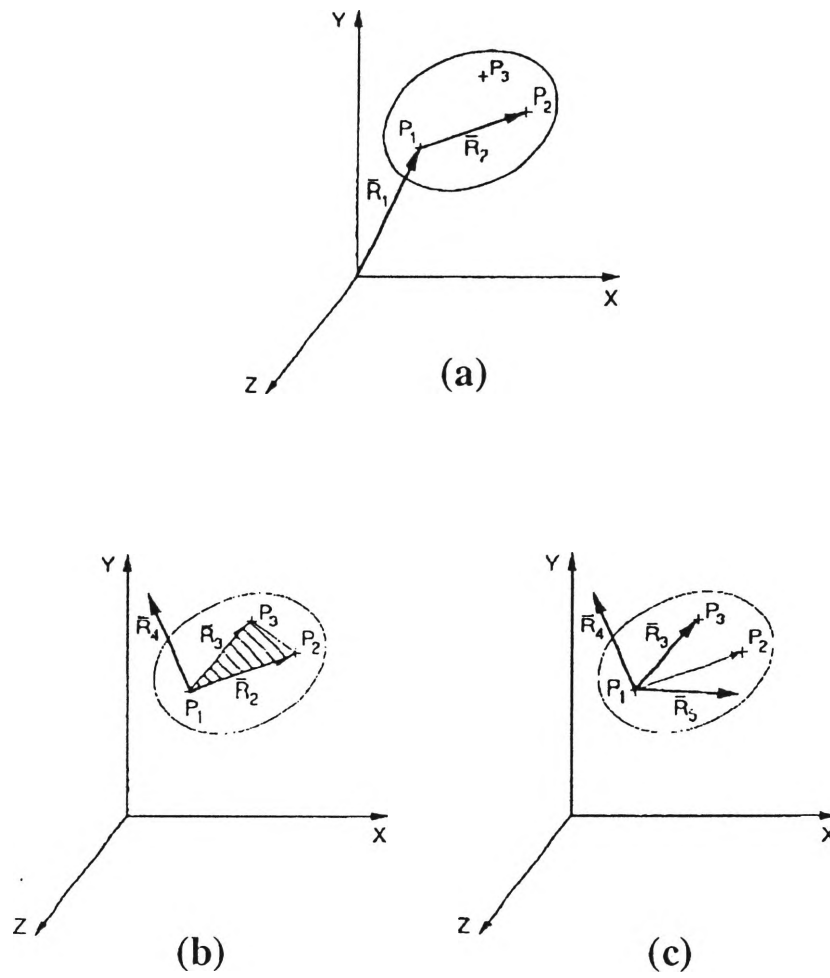 Y
+P₃
P₁
P₂
R̄₂
R̄₁
X
Z
(a)
Y
R̄₄
P₃
R̄₃
P₂
R̄₂
P₁
X
Z
(b)
Y
R̄₄
P₃
R̄₃
P₂
P₁
R̄₅
X
Z
(c)